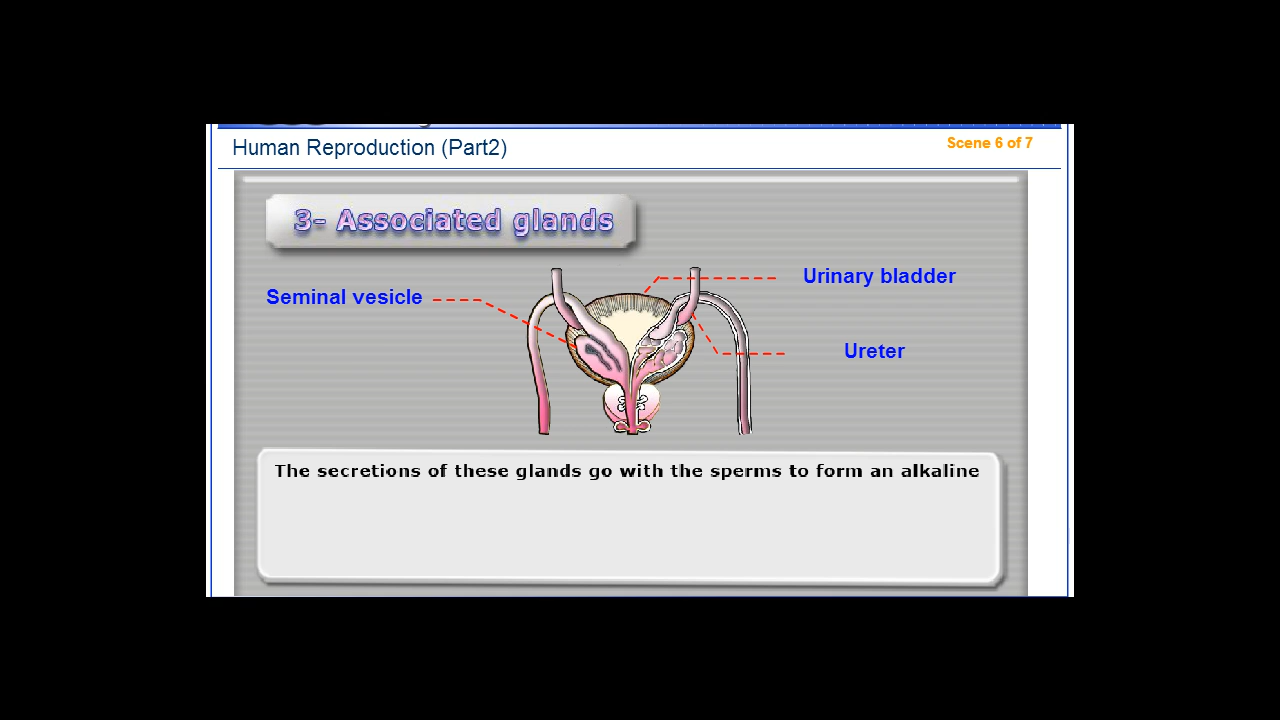 Human Reproduction (Part2)
Scene 6 of 7
3- Associated glands
Urinary bladder
Seminal vesicle
Ureter
The secretions of these glands go with the sperms to form an alkaline